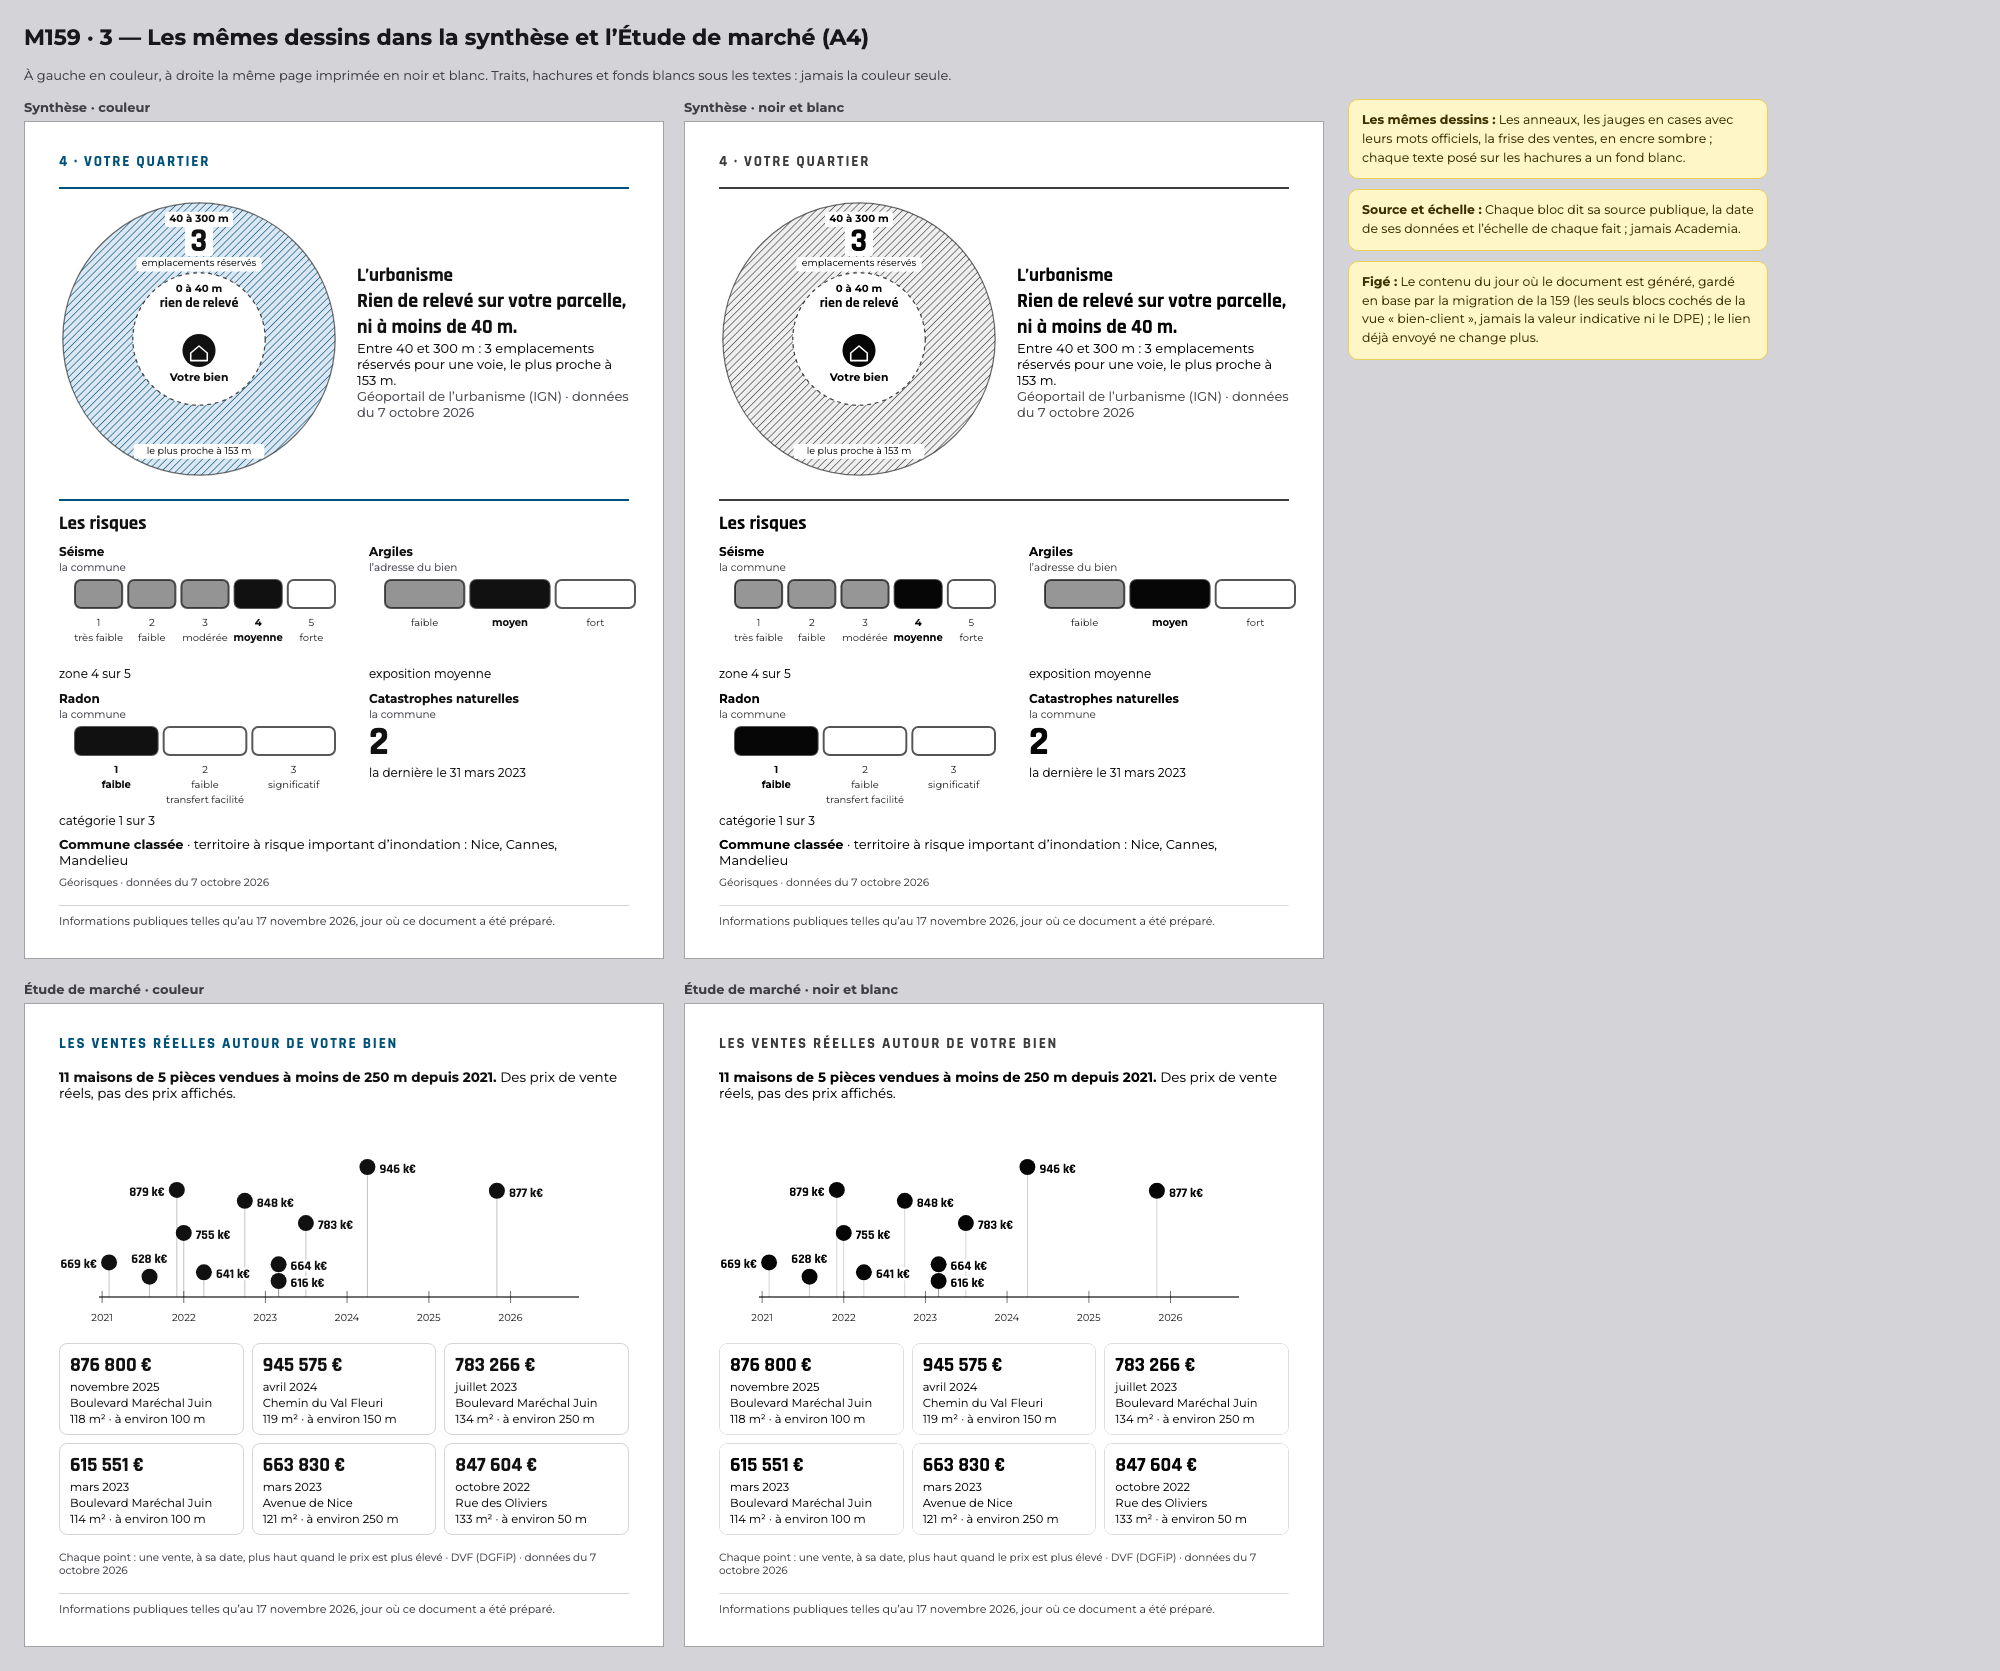 M159 · 3 — Les mêmes dessins dans la synthèse et l’Étude de marché (A4)
À gauche en couleur, à droite la même page imprimée en noir et blanc. Traits, hachures et fonds blancs sous les textes : jamais la couleur seule.
Synthèse · couleur
4 · VOTRE QUARTIER
40 à 300 m
3
emplacements réservés
0 à 40 m
rien de relevé
Votre bien
le plus proche à 153 m
L’urbanisme
Rien de relevé sur votre parcelle,
ni à moins de 40 m.
Entre 40 et 300 m : 3 emplacements
réservés pour une voie, le plus proche à
153 m.
Géoportail de l’urbanisme (IGN) · données
du 7 octobre 2026
Les risques
Séisme
la commune
1 2 3 4 5
très faible faible modérée moyenne forte
zone 4 sur 5
Argiles
l’adresse du bien
faible moyen fort
exposition moyenne
Radon
la commune
1 2 3
faible faible significatif
transfert facilité
catégorie 1 sur 3
Catastrophes naturelles
la commune
2
la dernière le 31 mars 2023
Commune classée · territoire à risque important d’inondation : Nice, Cannes,
Mandelieu
Géorisques · données du 7 octobre 2026
Informations publiques telles qu’au 17 novembre 2026, jour où ce document a été préparé.
Synthèse · noir et blanc
4 · VOTRE QUARTIER
40 à 300 m
3
emplacements réservés
0 à 40 m
rien de relevé
Votre bien
le plus proche à 153 m
L’urbanisme
Rien de relevé sur votre parcelle,
ni à moins de 40 m.
Entre 40 et 300 m : 3 emplacements
réservés pour une voie, le plus proche à
153 m.
Géoportail de l’urbanisme (IGN) · données
du 7 octobre 2026
Les risques
Séisme
la commune
1 2 3 4 5
très faible faible modérée moyenne forte
zone 4 sur 5
Argiles
l’adresse du bien
faible moyen fort
exposition moyenne
Radon
la commune
1 2 3
faible faible significatif
transfert facilité
catégorie 1 sur 3
Catastrophes naturelles
la commune
2
la dernière le 31 mars 2023
Commune classée · territoire à risque important d’inondation : Nice, Cannes,
Mandelieu
Géorisques · données du 7 octobre 2026
Informations publiques telles qu’au 17 novembre 2026, jour où ce document a été préparé.
Les mêmes dessins : Les anneaux, les jauges en cases avec
leurs mots officiels, la frise des ventes, en encre sombre ;
chaque texte posé sur les hachures a un fond blanc.
Source et échelle : Chaque bloc dit sa source publique, la date
de ses données et l’échelle de chaque fait ; jamais Academia.
Figé : Le contenu du jour où le document est généré, gardé
en base par la migration de la 159 (les seuls blocs cochés de la
vue « bien-client », jamais la valeur indicative ni le DPE) ; le lien
déjà envoyé ne change plus.
Étude de marché · couleur
LES VENTES RÉELLES AUTOUR DE VOTRE BIEN
11 maisons de 5 pièces vendues à moins de 250 m depuis 2021. Des prix de vente
réels, pas des prix affichés.
946 k€
879 k€
877 k€
848 k€
783 k€
755 k€
628 k€
669 k€
664 k€
641 k€
616 k€
2021 2022 2023 2024 2025 2026
876 800 €
novembre 2025
Boulevard Maréchal Juin
118 m² · à environ 100 m
945 575 €
avril 2024
Chemin du Val Fleuri
119 m² · à environ 150 m
783 266 €
juillet 2023
Boulevard Maréchal Juin
134 m² · à environ 250 m
615 551 €
mars 2023
Boulevard Maréchal Juin
114 m² · à environ 100 m
663 830 €
mars 2023
Avenue de Nice
121 m² · à environ 250 m
847 604 €
octobre 2022
Rue des Oliviers
133 m² · à environ 50 m
Chaque point : une vente, à sa date, plus haut quand le prix est plus élevé · DVF (DGFiP) · données du 7
octobre 2026
Informations publiques telles qu’au 17 novembre 2026, jour où ce document a été préparé.
Étude de marché · noir et blanc
LES VENTES RÉELLES AUTOUR DE VOTRE BIEN
11 maisons de 5 pièces vendues à moins de 250 m depuis 2021. Des prix de vente
réels, pas des prix affichés.
946 k€
879 k€
877 k€
848 k€
783 k€
755 k€
628 k€
669 k€
664 k€
641 k€
616 k€
2021 2022 2023 2024 2025 2026
876 800 €
novembre 2025
Boulevard Maréchal Juin
118 m² · à environ 100 m
945 575 €
avril 2024
Chemin du Val Fleuri
119 m² · à environ 150 m
783 266 €
juillet 2023
Boulevard Maréchal Juin
134 m² · à environ 250 m
615 551 €
mars 2023
Boulevard Maréchal Juin
114 m² · à environ 100 m
663 830 €
mars 2023
Avenue de Nice
121 m² · à environ 250 m
847 604 €
octobre 2022
Rue des Oliviers
133 m² · à environ 50 m
Chaque point : une vente, à sa date, plus haut quand le prix est plus élevé · DVF (DGFiP) · données du 7
octobre 2026
Informations publiques telles qu’au 17 novembre 2026, jour où ce document a été préparé.